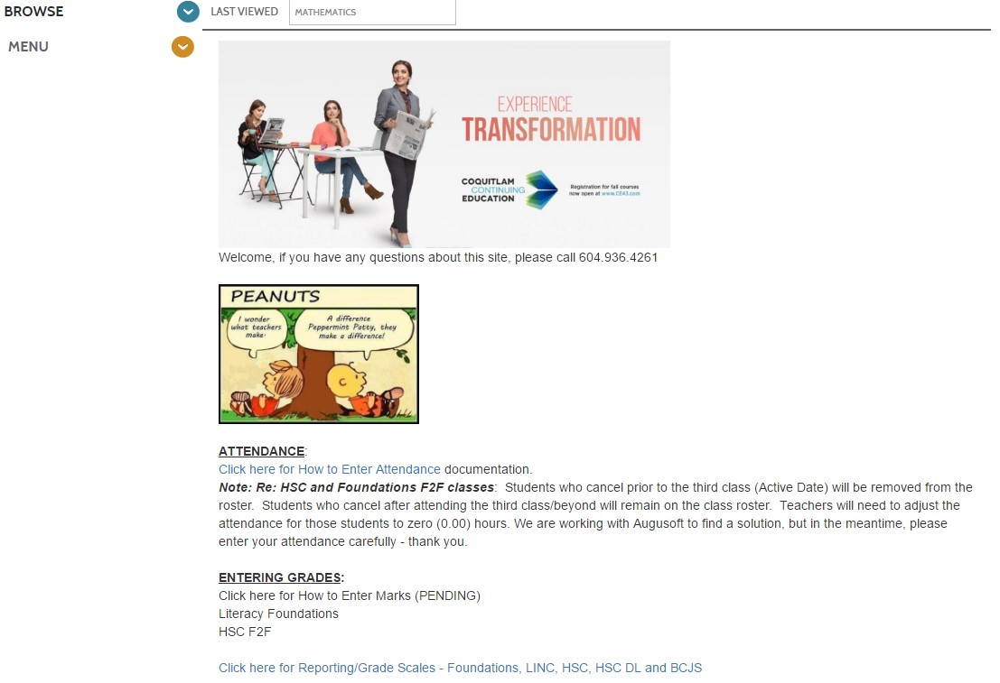 BROWSE
LAST VIEWED
MATHEMATICS
MENU
EXPERIENCE
TRANSFORMATION
COQUITLAM
CONTINUING
EDUCATION
Registration for fall courses
now open at www.CE43.com
Welcome, if you have any questions about this site, please call 604.936.4261
PEANUTS
I wonder
what teachers
make.
A difference
Peppermint Patty, they
make a difference!
ATTENDANCE:
Click here for How to Enter Attendance documentation.
Note: Re: HSC and Foundations F2F classes:  Students who cancel prior to the third class (Active Date) will be removed from the
roster.  Students who cancel after attending the third class/beyond will remain on the class roster.  Teachers will need to adjust the
attendance for those students to zero (0.00) hours. We are working with Augusoft to find a solution, but in the meantime, please
enter your attendance carefully - thank you.
ENTERING GRADES:
Click here for How to Enter Marks (PENDING)
Literacy Foundations
HSC F2F
Click here for Reporting/Grade Scales - Foundations, LINC, HSC, HSC DL and BCJS